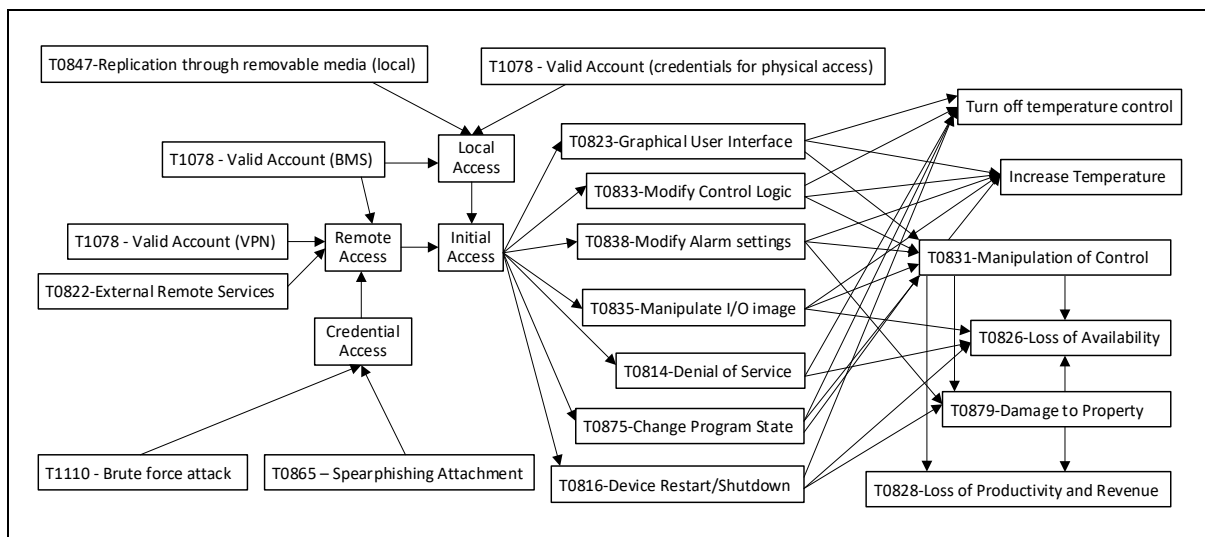 T0847-Replication through removable media (local)
T1078 - Valid Account (credentials for physical access)
Turn off temperature control
T0823-Graphical User Interface
Local
Access
T1078 - Valid Account (BMS)
Increase Temperature
T0833-Modify Control Logic
T1078 - Valid Account (VPN)
Remote
Access
Initial
Access
T0838-Modify Alarm settings
T0831-Manipulation of Control
T0822-External Remote Services
T0835-Manipulate I/O image
Credential
Access
T0826-Loss of Availability
T0814-Denial of Service
T0879-Damage to Property
T0875-Change Program State
T1110 - Brute force attack
T0865 – Spearphishing Attachment
T0816-Device Restart/Shutdown
T0828-Loss of Productivity and Revenue